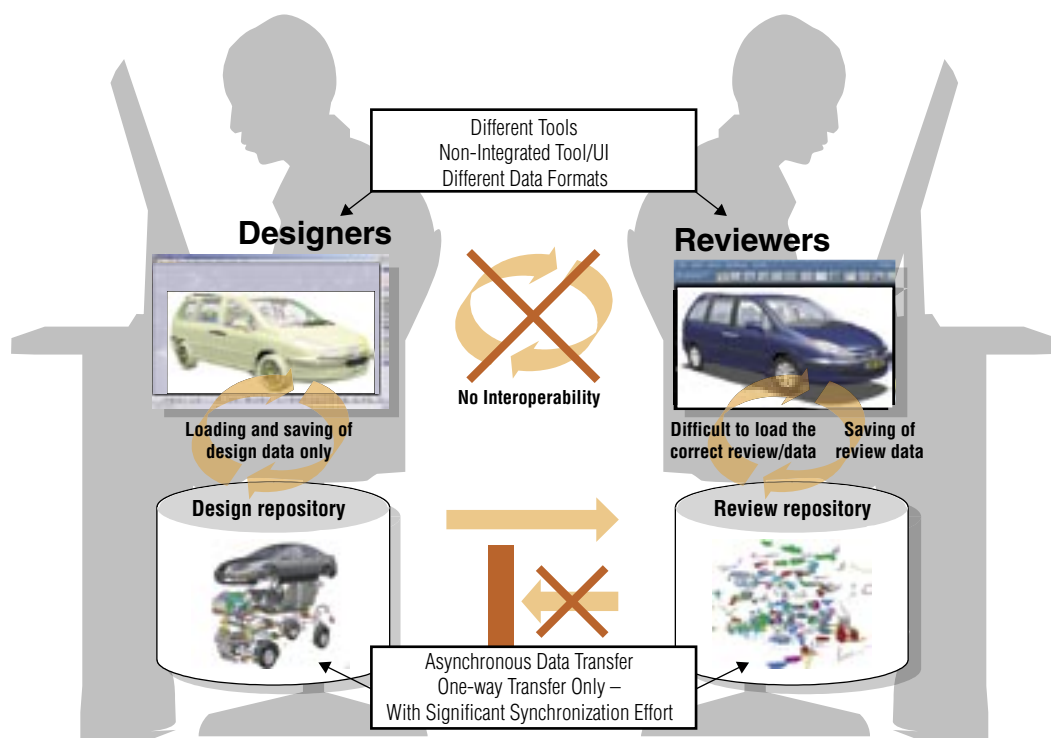 Different Tools
Non-Integrated Tool/UI
Different Data Formats
Designers
Reviewers
No Interoperability
Loading and saving of
design data only
Difficult to load the
correct review/data
Saving of
review data
Design repository
Review repository
Asynchronous Data Transfer
One-way Transfer Only –
With Significant Synchronization Effort